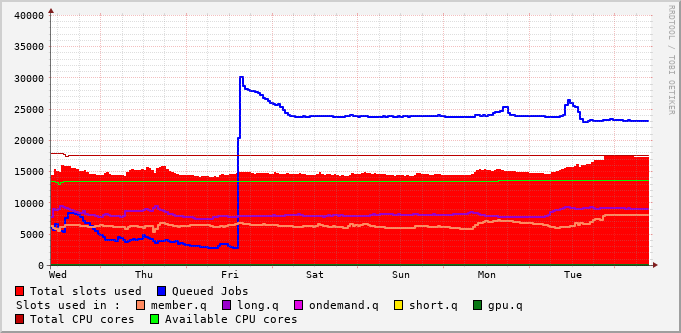 RRDTOOL / TOBI OETIKER
40000
35000
30000
25000
20000
15000
10000
5000
0
Wed Thu Fri Sat Sun Mon Tue
Total slots used Queued Jobs
Slots used in : member.q long.q ondemand.q short.q gpu.q
Total CPU cores Available CPU cores